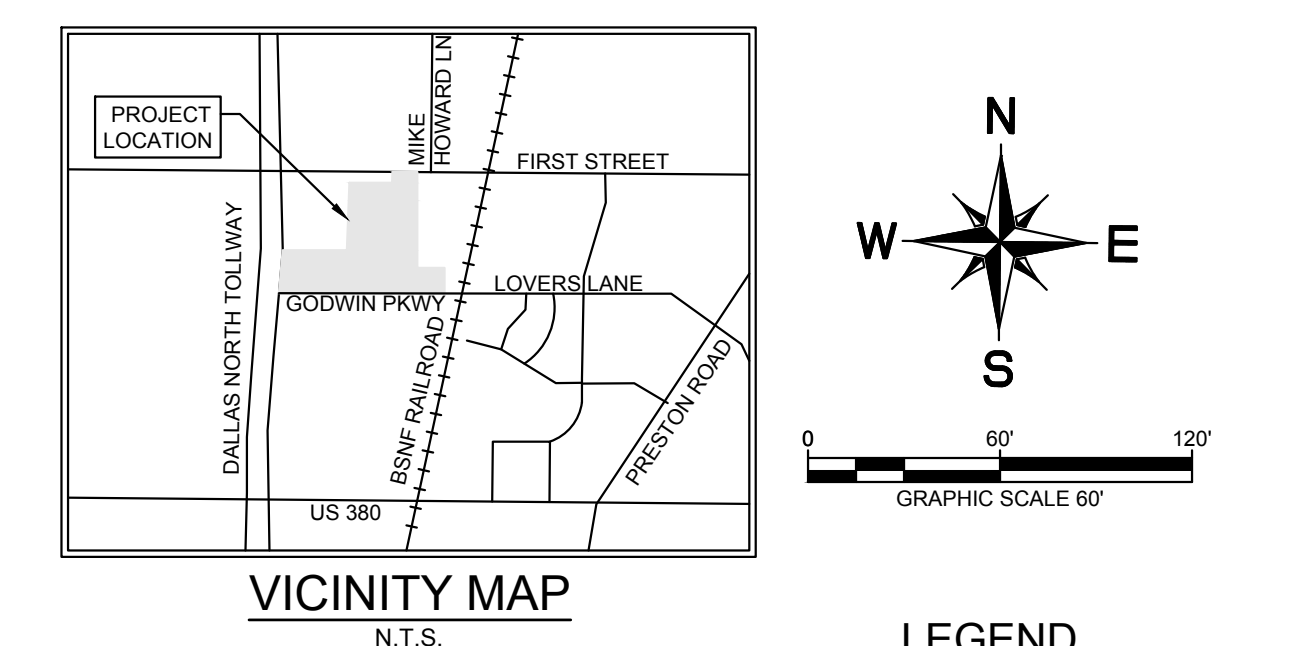 PROJECT
LOCATION
MIKE
HOWARD LN
FIRST STREET
DALLAS NORTH TOLLWAY
LOVERS LANE
GODWIN PKWY
BSNF RAILROAD
PRESTON ROAD
US 380
VICINITY MAP
N.T.S.
N
W
E
S
0 60' 120'
GRAPHIC SCALE 60'
LEGEND